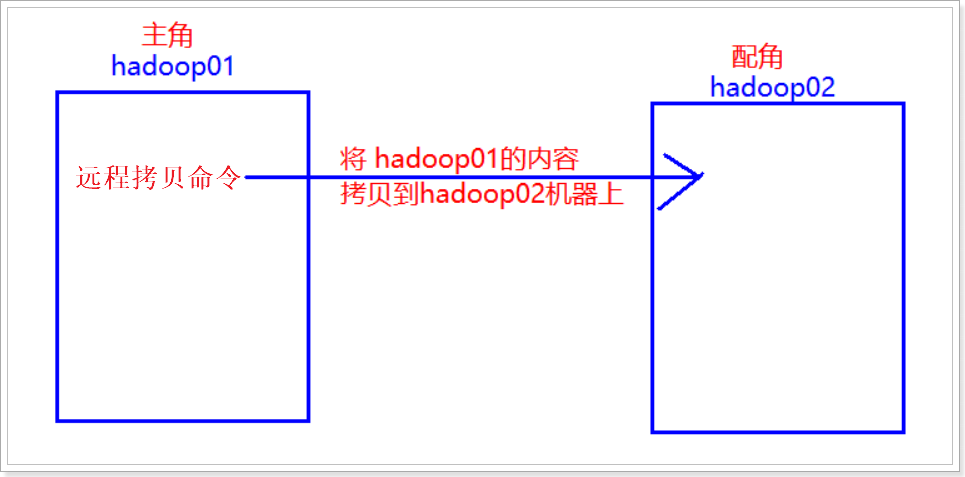 主角
hadoop01
配角
hadoop02
远程拷贝命令
将 hadoop01的内容
拷贝到hadoop02机器上